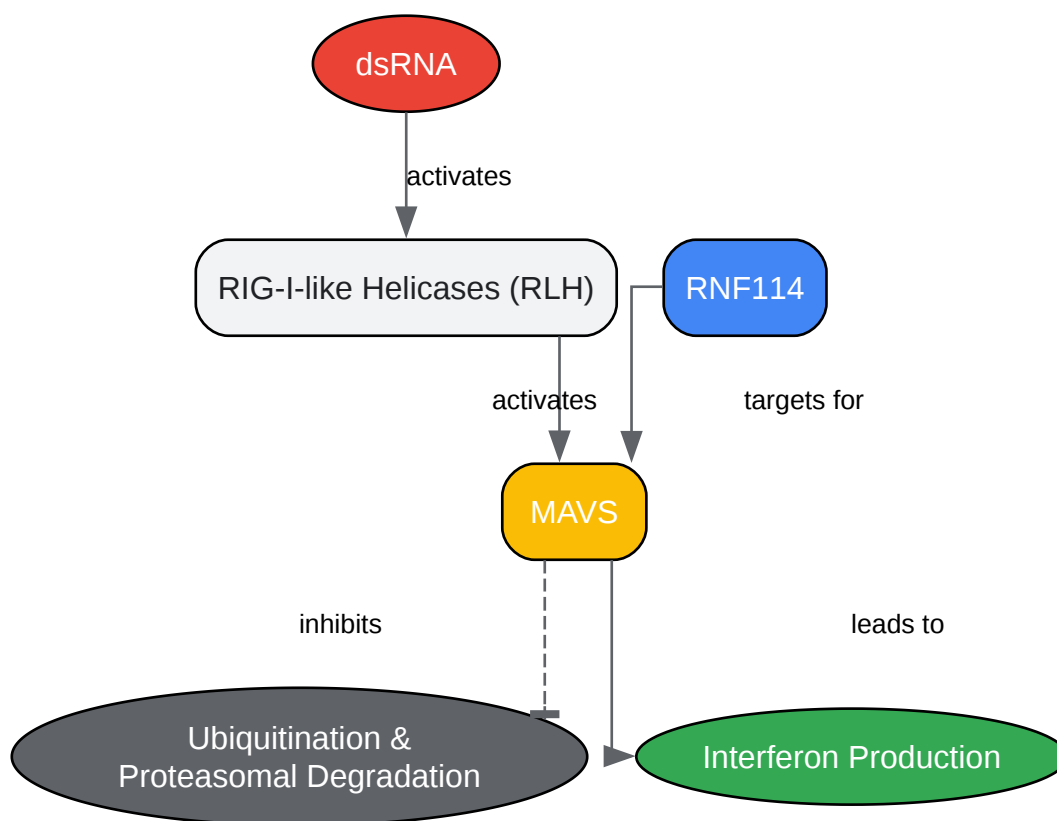 dsRNA
activates
RIG-I-like Helicases (RLH)
RNF114
activates
targets for
MAVS
inhibits
leads to
Ubiquitination &
Proteasomal Degradation
Interferon Production